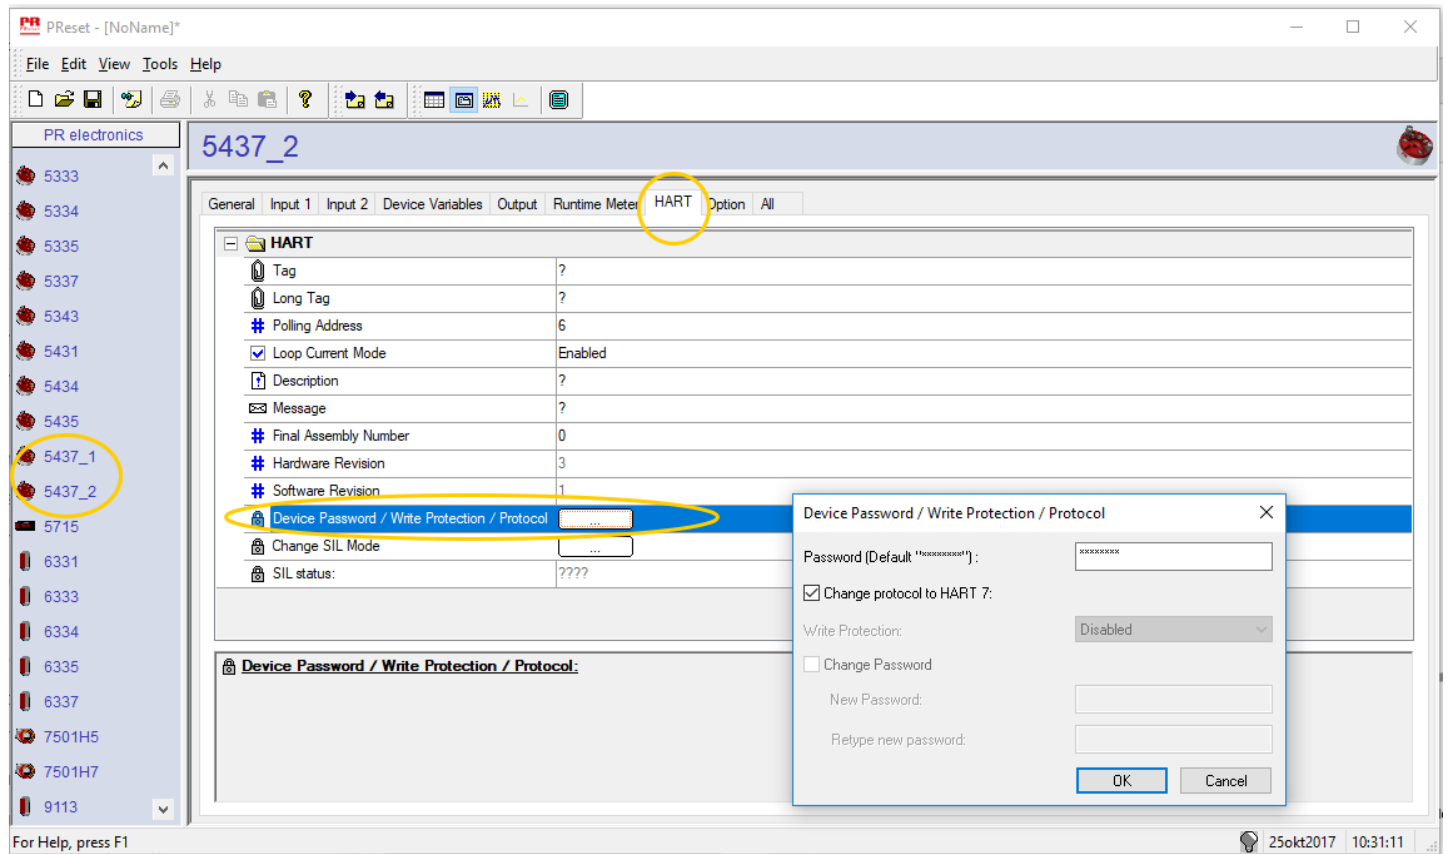 PR PReset - [NoName]*
File Edit View Tools Help
PR electronics
5333
5334
5335
5337
5343
5431
5434
5435
5437_1
5437_2
5715
6331
6333
6334
6335
6337
7501H5
7501H7
9113
5437_2
General Input 1 Input 2 Device Variables Output Runtime Meter HART Option All
HART
Tag ?
Long Tag ?
# Polling Address 6
Loop Current Mode Enabled
Description ?
Message ?
# Final Assembly Number 0
# Hardware Revision 3
# Software Revision 1
Device Password / Write Protection / Protocol ...
Change SIL Mode ...
SIL status: ????
Device Password / Write Protection / Protocol:
Device Password / Write Protection / Protocol
Password (Default "********") : ********
Change protocol to HART 7:
Write Protection: Disabled
Change Password
New Password:
Retype new password:
OK Cancel
For Help, press F1 25okt2017 10:31:11